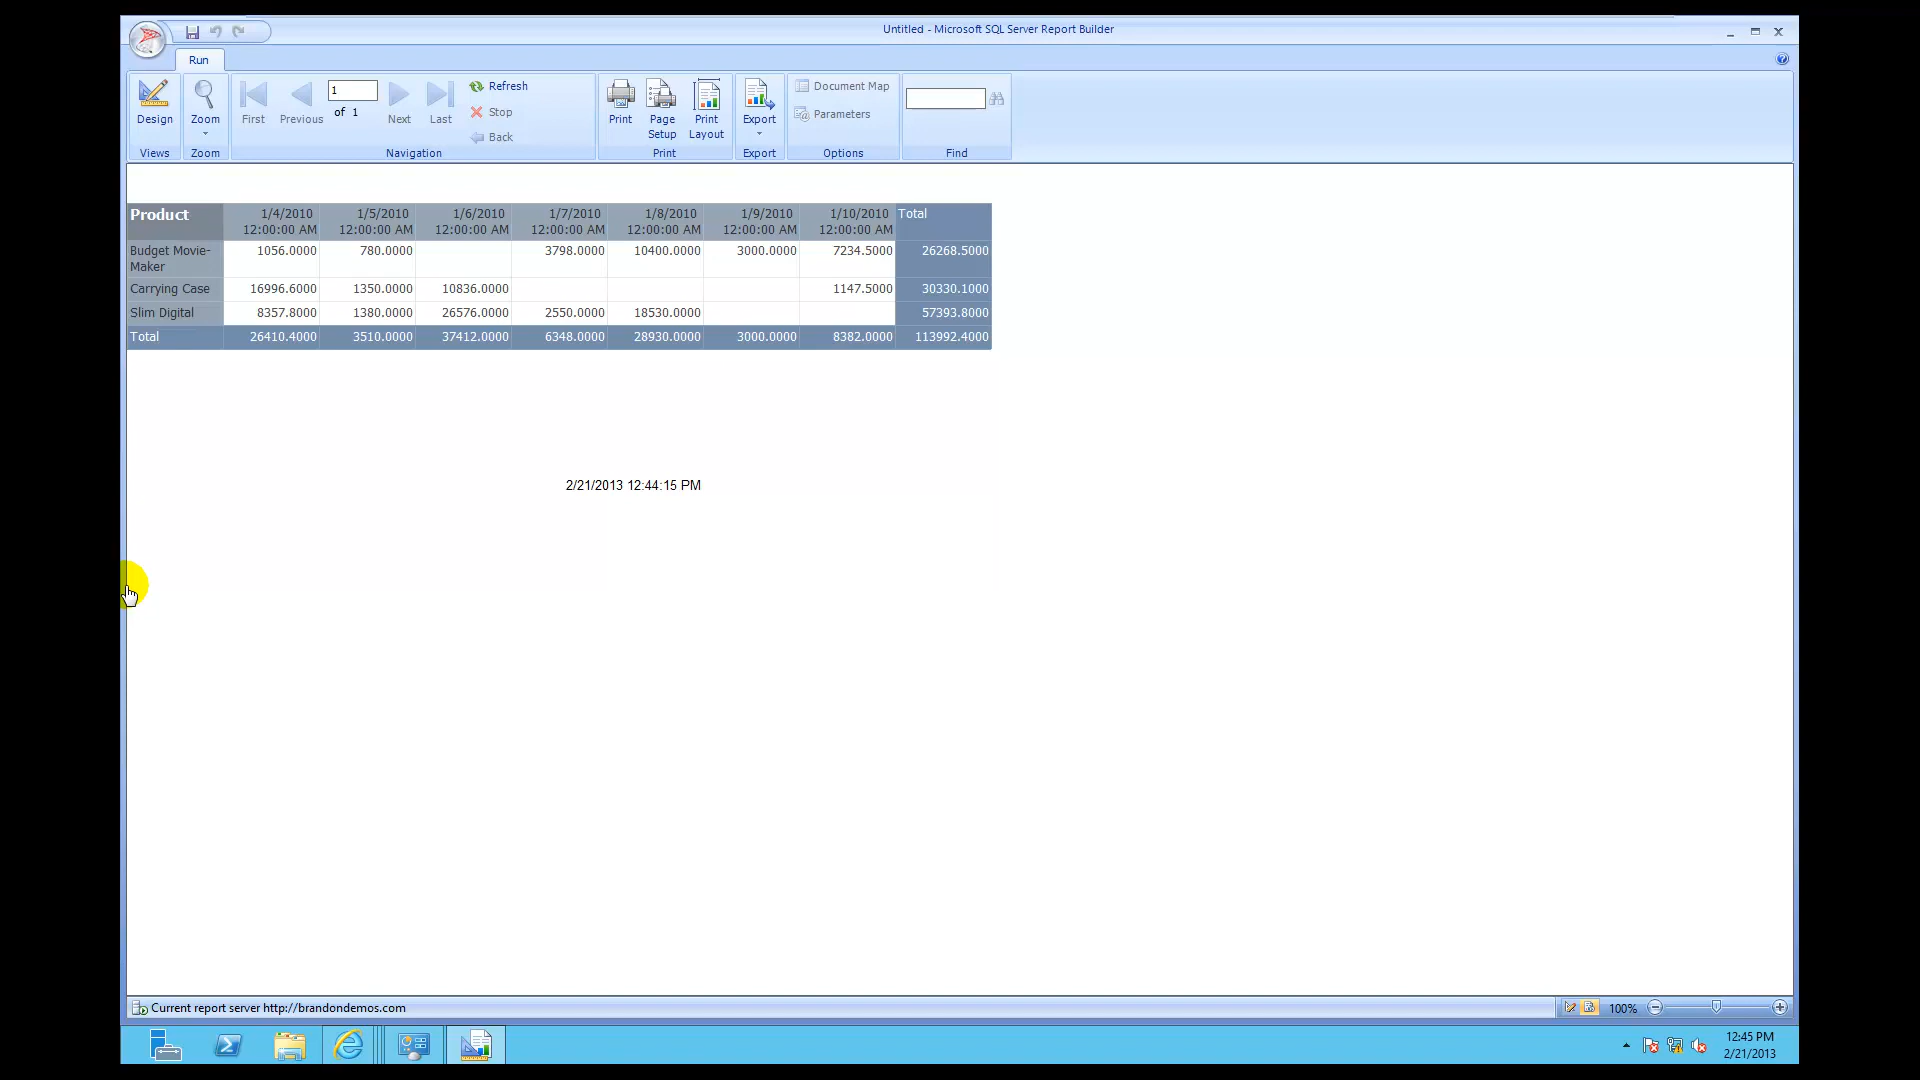 Untitled - Microsoft SQL Server Report Builder
Run
Design
Zoom
First
Previous
1
of 1
Next
Last
Refresh
Stop
Back
Print
Page Setup
Print Layout
Export
Document Map
Parameters
Views
Zoom
Navigation
Print
Export
Options
Find
Product 1/4/2010 1/5/2010 1/6/2010 1/7/2010 1/8/2010 1/9/2010 1/10/2010 Total
12:00:00 AM 12:00:00 AM 12:00:00 AM 12:00:00 AM 12:00:00 AM 12:00:00 AM 12:00:00 AM
Budget Movie- 1056.0000 780.0000 3798.0000 10400.0000 3000.0000 7234.5000 26268.5000
Maker
Carrying Case 16996.6000 1350.0000 10836.0000 1147.5000 30330.1000
Slim Digital 8357.8000 1380.0000 26576.0000 2550.0000 18530.0000 57393.8000
Total 26410.4000 3510.0000 37412.0000 6348.0000 28930.0000 3000.0000 8382.0000 113992.4000
2/21/2013 12:44:15 PM
Current report server http://brandondemos.com
100%
12:45 PM
2/21/2013